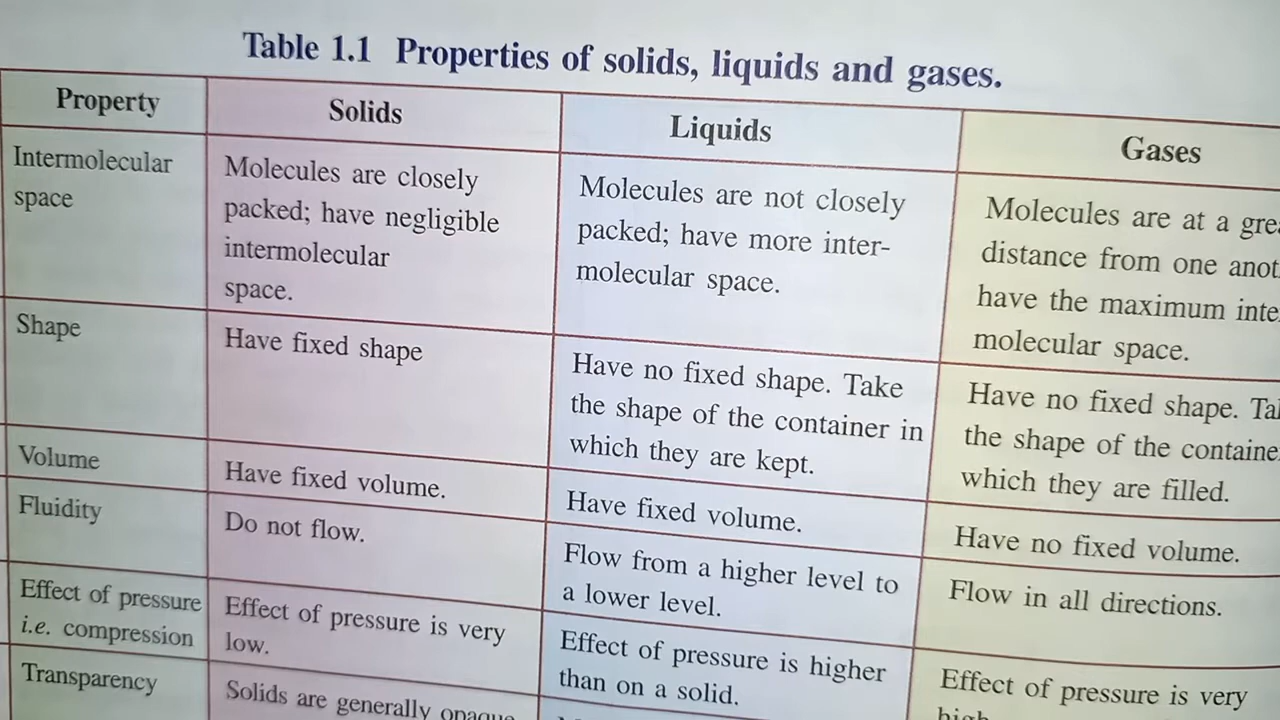 Table 1.1 Properties of solids, liquids and gases.
Property
Solids
Liquids
Gases
Intermolecular
space
Molecules are closely
packed; have negligible
intermolecular
space.
Molecules are not closely
packed; have more inter-
molecular space.
Molecules are at a
distance from one
have the maximum
molecular space.
Shape
Have fixed shape
Have no fixed shape. Take
the shape of the container in
which they are kept.
Have no fixed shape.
the shape of the
which they are filled.
Volume
Have fixed volume.
Have fixed volume.
Have no fixed volume.
Fluidity
Do not flow.
Flow from a higher level to
a lower level.
Flow in all directions.
Effect of pressure
i.e. compression
Effect of pressure is very
low.
Effect of pressure is higher
than on a solid.
Effect of pressure is very
high
Transparency
Solids are generally opaque